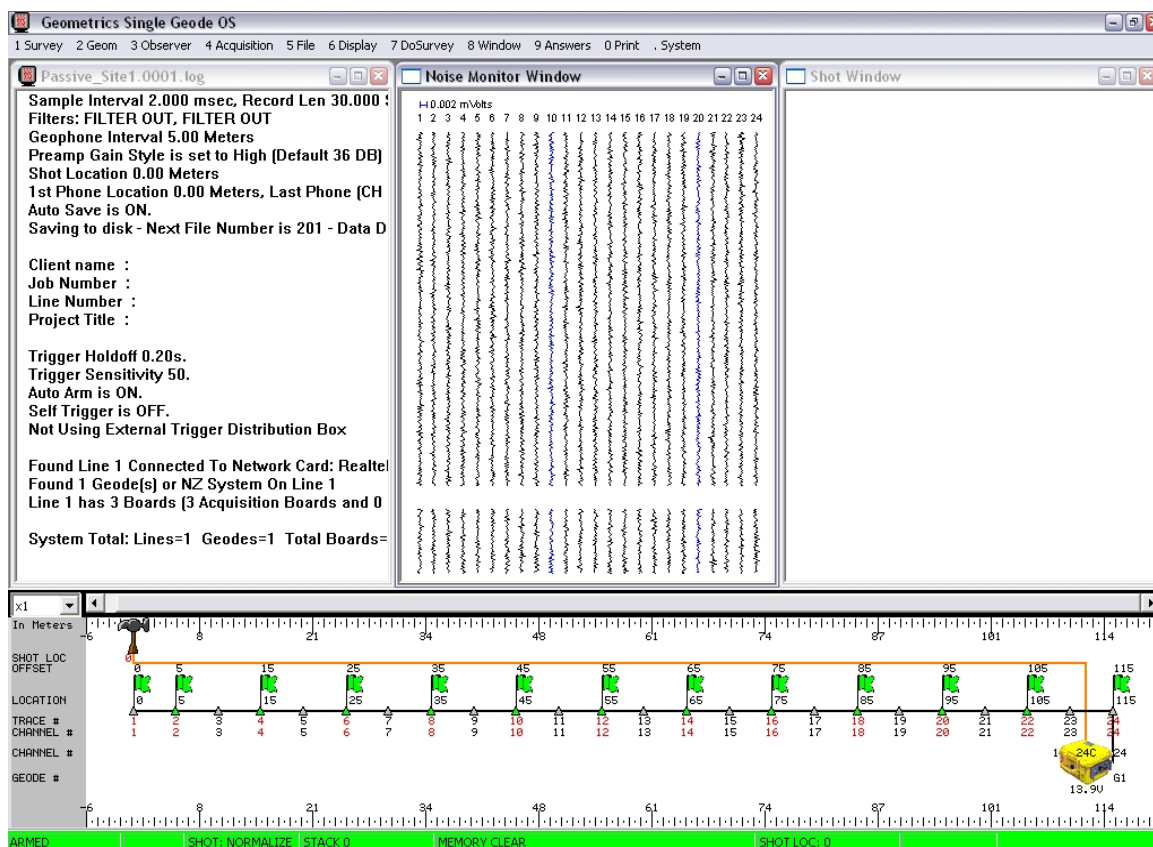 Geometrics Single Geode OS
1 Survey 2 Geom 3 Observer 4 Acquisition 5 File 6 Display 7 DoSurvey 8 Window 9 Answers 0 Print . System
Passive_Site1.0001.log
Sample Interval 2.000 msec, Record Len 30.000
Filters: FILTER OUT, FILTER OUT
Geophone Interval 5.00 Meters
Preamp Gain Style is set to High (Default 36 DB)
Shot Location 0.00 Meters
1st Phone Location 0.00 Meters, Last Phone (CH
Auto Save is ON.
Saving to disk - Next File Number is 201 - Data D
Client name :
Job Number :
Line Number :
Project Title :
Trigger Holdoff 0.20s.
Trigger Sensitivity 50.
Auto Arm is ON.
Self Trigger is OFF.
Not Using External Trigger Distribution Box
Found Line 1 Connected To Network Card: Realte
Found 1 Geode(s) or NZ System On Line 1
Line 1 has 3 Boards (3 Acquisition Boards and 0
System Total: Lines=1 Geodes=1 Total Boards=
Noise Monitor Window
0.002 mVolts
1 2 3 4 5 6 7 8 9 10 11 12 13 14 15 16 17 18 19 20 21 22 23 24
Shot Window
x1
In Meters
-6 8 21 34 48 61 74 87 101 114
SHOT LOC 0
OFFSET 0 5 15 25 35 45 55 65 75 85 95 105 115
LOCATION 0 5 15 25 35 45 55 65 75 85 95 105 115
TRACE # 1 2 3 4 5 6 7 8 9 10 11 12 13 14 15 16 17 18 19 20 21 22 23 24
CHANNEL # 1 2 3 4 5 6 7 8 9 10 11 12 13 14 15 16 17 18 19 20 21 22 23 24
CHANNEL # 1 24C 24
GEODE # G1
13.9V
-6 8 21 34 48 61 74 87 101 114
ARMED SHOT: NORMALIZE STACK 0 MEMORY CLEAR SHOT LOC: 0